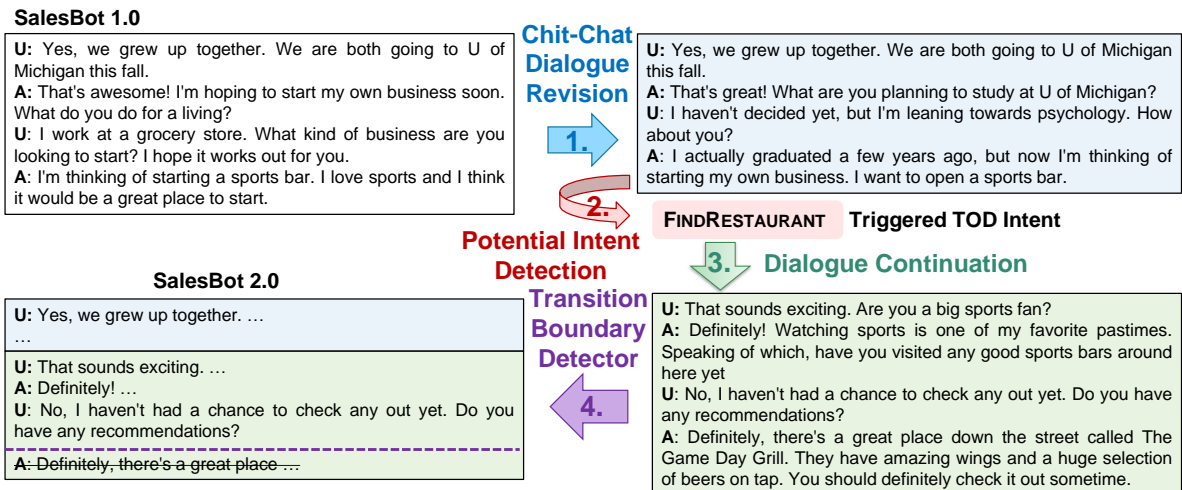 SalesBot 1.0
U: Yes, we grew up together. We are both going to U of
Michigan this fall.
A: That's awesome! I'm hoping to start my own business soon.
What do you do for a living?
U: I work at a grocery store. What kind of business are you
looking to start? I hope it works out for you.
A: I'm thinking of starting a sports bar. I love sports and I think
it would be a great place to start.
Chit-Chat
Dialogue
Revision
1.
U: Yes, we grew up together. We are both going to U of Michigan
this fall.
A: That's great! What are you planning to study at U of Michigan?
U: I haven't decided yet, but I'm leaning towards psychology. How
about you?
A: I actually graduated a few years ago, but now I'm thinking of
starting my own business. I want to open a sports bar.
2.
Potential Intent
Detection
FINDRESTAURANT Triggered TOD Intent
3. Dialogue Continuation
U: That sounds exciting. Are you a big sports fan?
A: Definitely! Watching sports is one of my favorite pastimes.
Speaking of which, have you visited any good sports bars around
here yet
U: No, I haven't had a chance to check any out yet. Do you have
any recommendations?
A: Definitely, there's a great place down the street called The
Game Day Grill. They have amazing wings and a huge selection
of beers on tap. You should definitely check it out sometime.
Transition
Boundary
Detector
4.
SalesBot 2.0
U: Yes, we grew up together. …
…
U: That sounds exciting. …
A: Definitely! …
U: No, I haven't had a chance to check any out yet. Do you
have any recommendations?
A: Definitely, there's a great place …